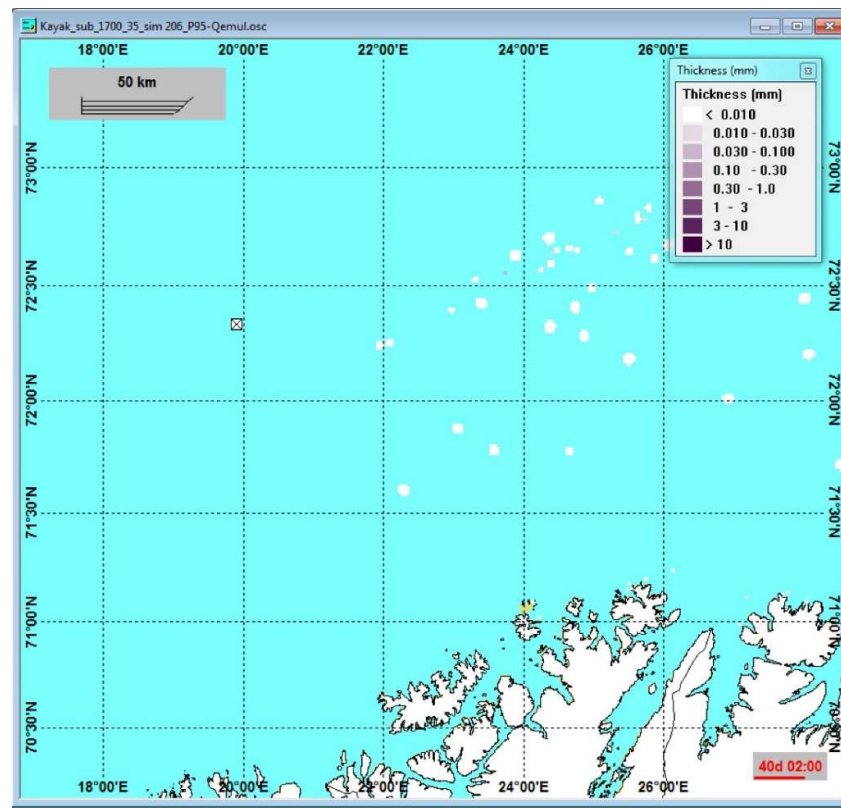 Kayak_sub_1700_35_sim 206_P95-Qemul.osc
18°00'E 20°00'E 22°00'E 24°00'E 26°00'E
50 km
Thickness (mm)
Thickness (mm)
< 0.010
0.010 - 0.030
0.030 - 0.100
0.10 - 0.30
0.30 - 1.0
1 - 3
3 - 10
> 10
73°00'N 73°00'N
72°30'N 72°30'N
72°00'N 72°00'N
71°30'N 71°30'N
71°00'N 71°00'N
70°30'N 70°30'N
40d 02:00
18°00'E 20°00'E 22°00'E 24°00'E 26°00'E